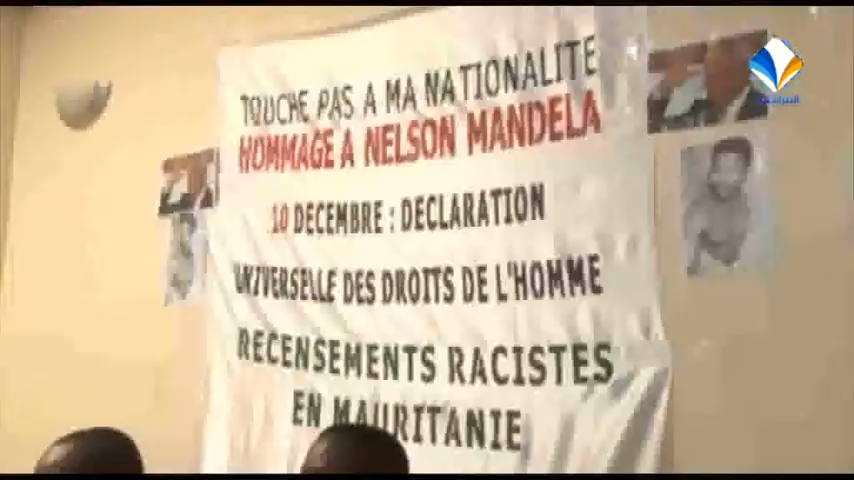 TOUCHE PAS A MA NATIONALITE
HOMMAGE A NELSON MANDELA
10 DECEMBRE : DECLARATION
UNIVERSELLE DES DROITS DE L'HOMME
RECENSEMENTS RACISTES
EN MAURITANIE